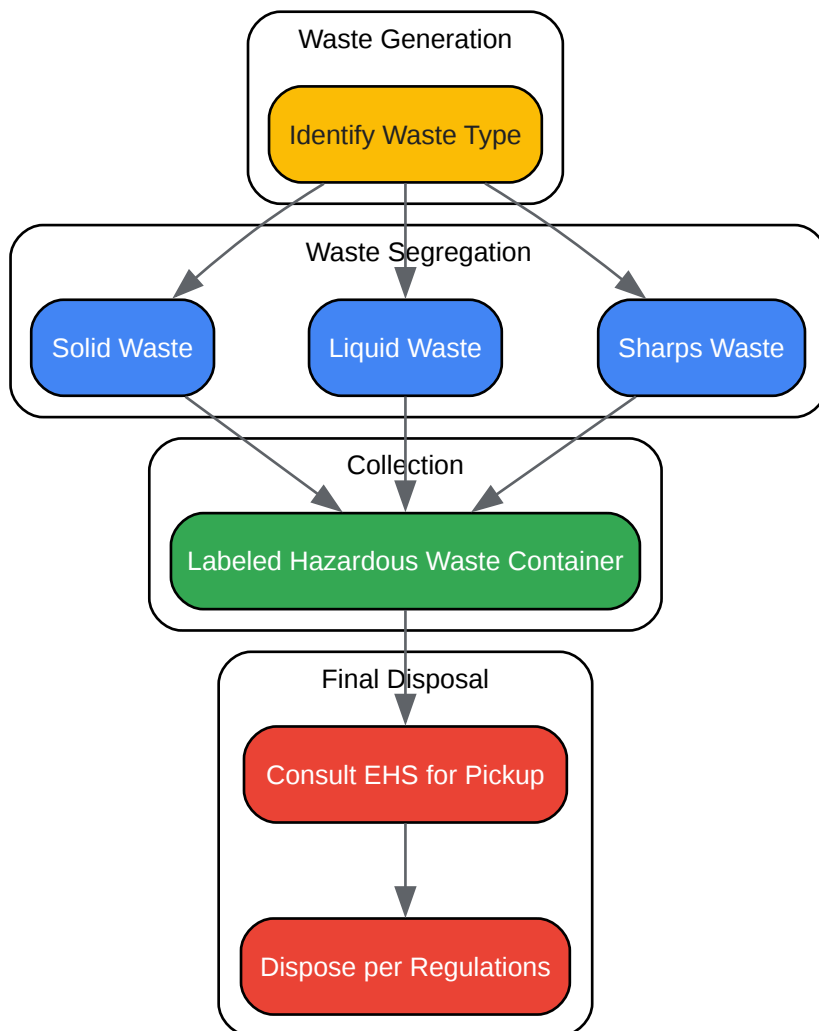 Waste Generation
Identify Waste Type
Waste Segregation
Solid Waste
Liquid Waste
Sharps Waste
Collection
Labeled Hazardous Waste Container
Final Disposal
Consult EHS for Pickup
Dispose per Regulations